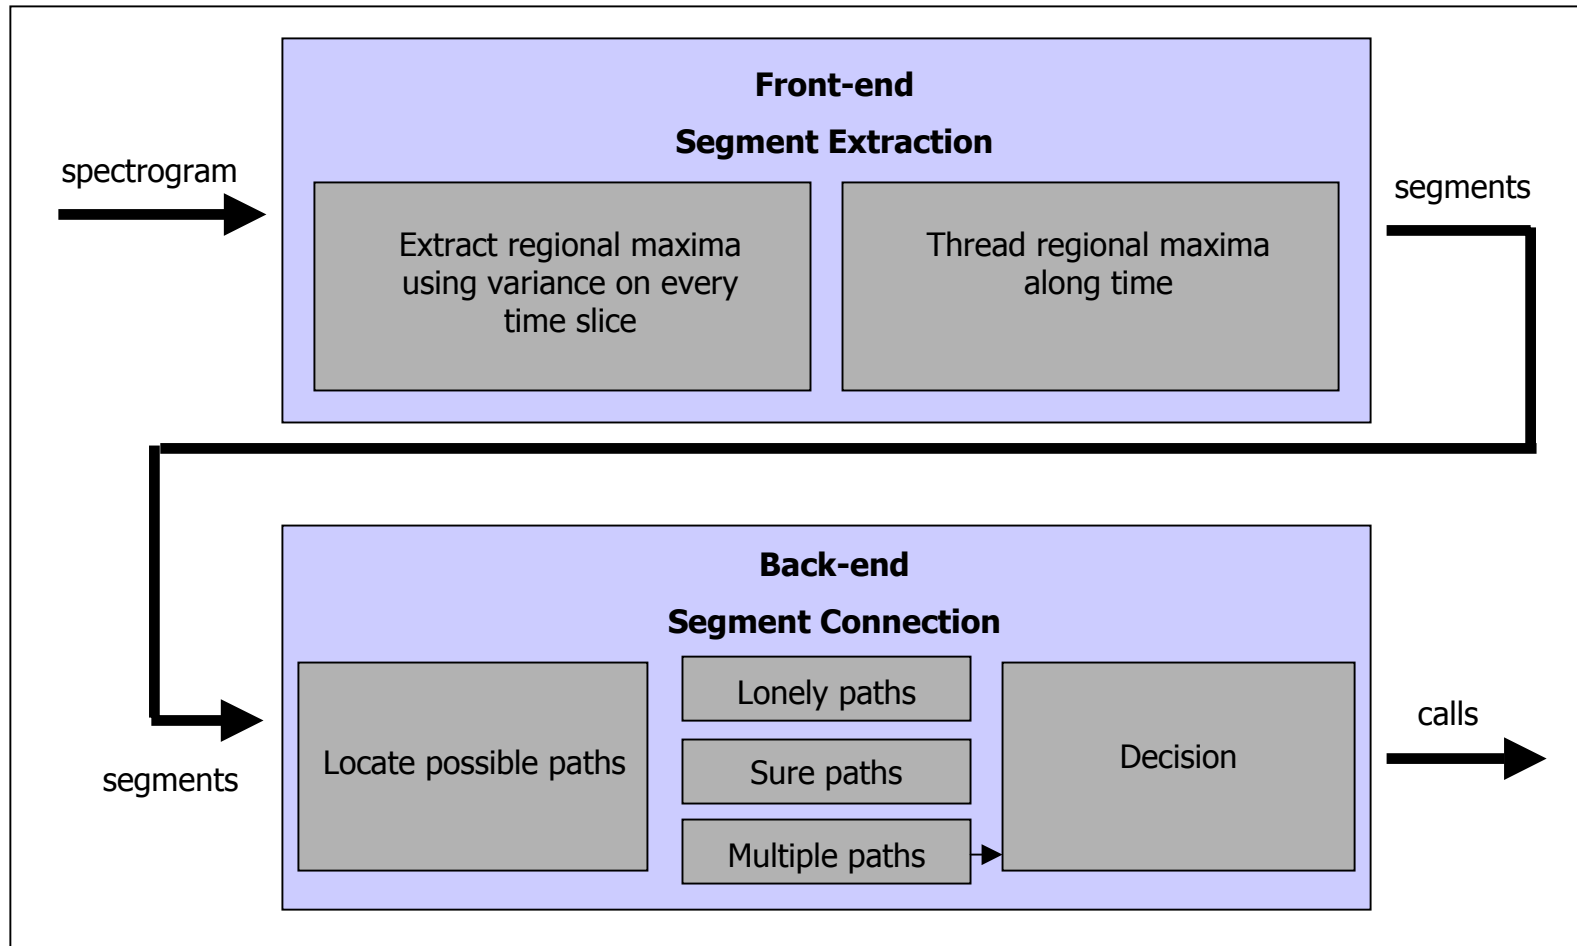 Front-end
Segment Extraction
spectrogram
Extract regional maxima
using variance on every
time slice
Thread regional maxima
along time
segments
Back-end
Segment Connection
segments
Locate possible paths
Lonely paths
Sure paths
Multiple paths
Decision
calls